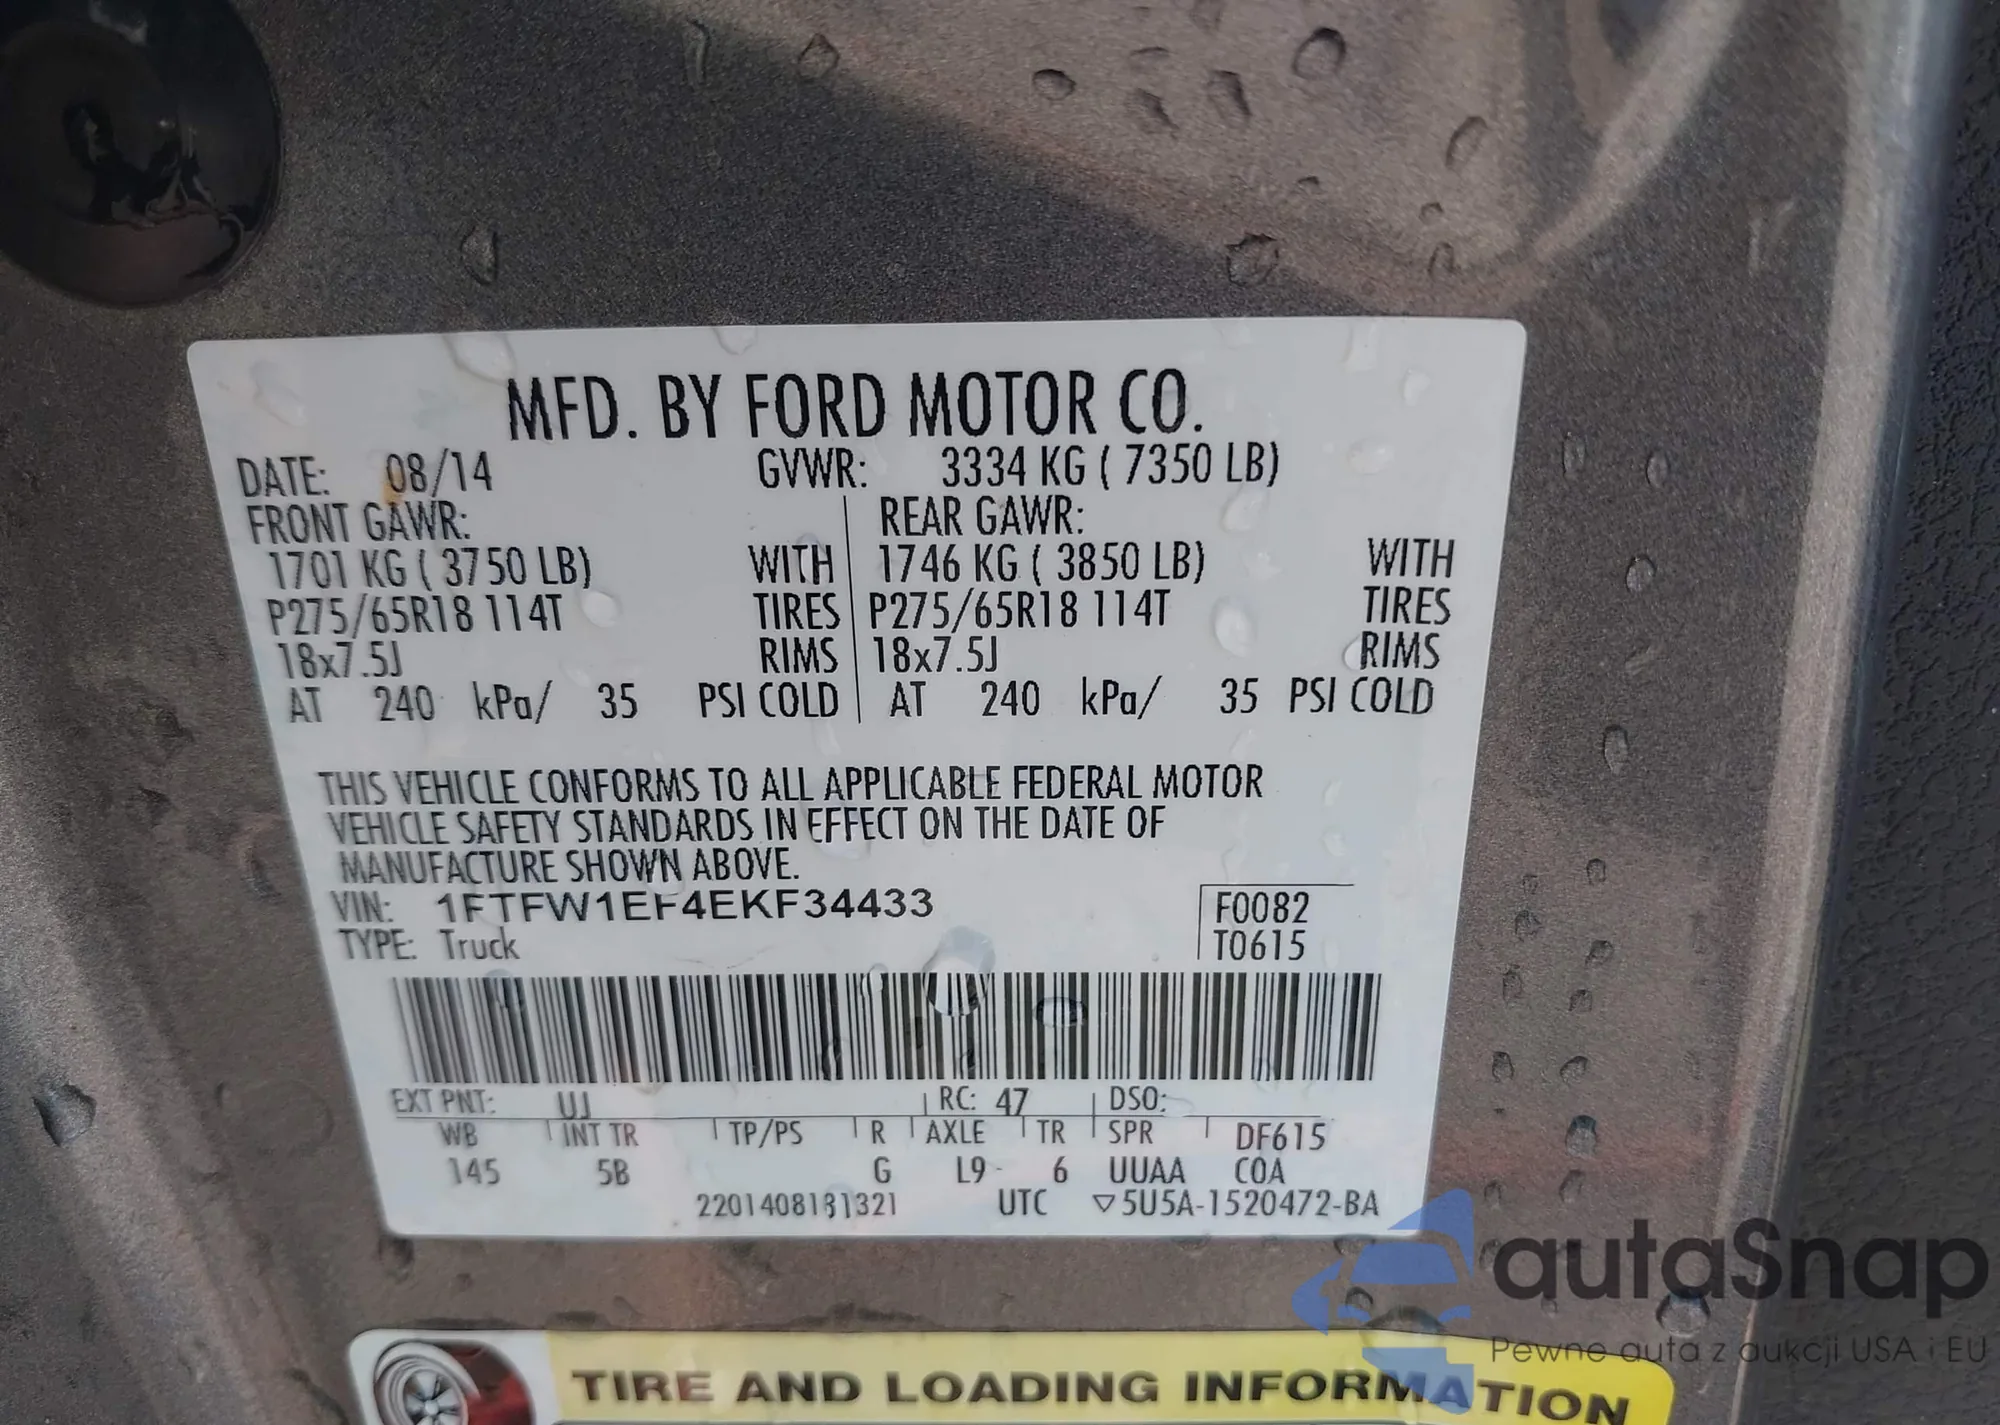 MFD. BY FORD MOTOR CO.
DATE: 08/14 GVWR: 3334 KG ( 7350 LB)
FRONT GAWR: REAR GAWR:
1701 KG ( 3750 LB) WITH 1746 KG ( 3850 LB) WITH
P275/65R18 114T TIRES P275/65R18 114T TIRES
18x7.5J RIMS 18x7.5J RIMS
AT 240 kPa/ 35 PSI COLD AT 240 kPa/ 35 PSI COLD
THIS VEHICLE CONFORMS TO ALL APPLICABLE FEDERAL MOTOR
VEHICLE SAFETY STANDARDS IN EFFECT ON THE DATE OF
MANUFACTURE SHOWN ABOVE.
VIN: 1FTFW1EF4EKF34433 F0082
TYPE: Truck T0615
EXT PNT: UJ RC: 47 DSO:
WB INT TR TP/PS R AXLE TR SPR DF615
145 5B G L9 6 UUAA COA
2201408181321 UTC ▽5U5A-1520472-BA
autaSnap
Pewne auta z aukcji USA i EU
TIRE AND LOADING INFORMATION